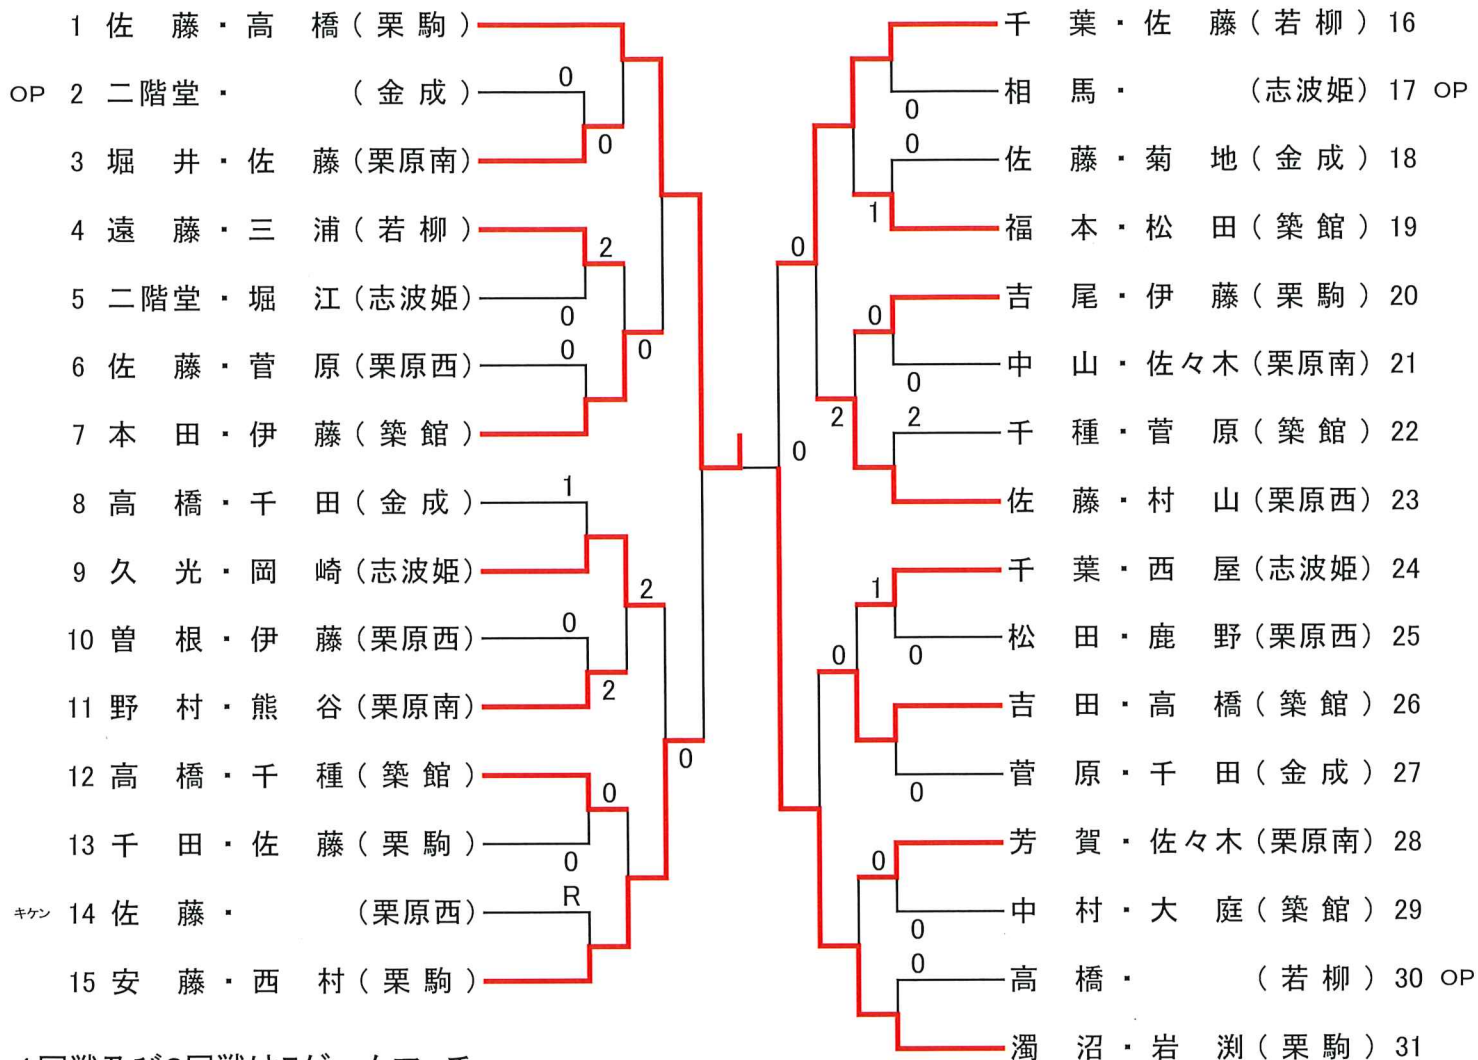 1 佐 藤・高 橋(栗 駒)
OP 2 二階堂・ (金 成) 0
3 堀 井・佐 藤(栗原南) 0
4 遠 藤・三 浦(若 柳) 2
5 二階堂・堀 江(志波姫) 0
6 佐 藤・菅 原(栗原西) 0 0
7 本 田・伊 藤(築 館)
8 高 橋・千 田(金 成) 1
9 久 光・岡 崎(志波姫) 2
10 曽 根・伊 藤(栗原西) 0
11 野 村・熊 谷(栗原南) 2
12 高 橋・千 種(築 館) 0 0
13 千 田・佐 藤(栗 駒) 0
キケン 14 佐 藤・ (栗原西) R
15 安 藤・西 村(栗 駒)
千 葉・佐 藤(若 柳) 16
0 相 馬・ (志波姫) 17 OP
0 佐 藤・菊 地(金 成) 18
1 福 本・松 田(築 館) 19
0
0 吉 尾・伊 藤(栗 駒) 20
0 中 山・佐々木(栗原南) 21
2 2 千 種・菅 原(築 館) 22
0 佐 藤・村 山(栗原西) 23
1 千 葉・西 屋(志波姫) 24
0 0 松 田・鹿 野(栗原西) 25
吉 田・高 橋(築 館) 26
0 菅 原・千 田(金 成) 27
0 芳 賀・佐々木(栗原南) 28
0 中 村・大 庭(築 館) 29
0 高 橋・ (若 柳) 30 OP
濁 沼・岩 渕(栗 駒) 31